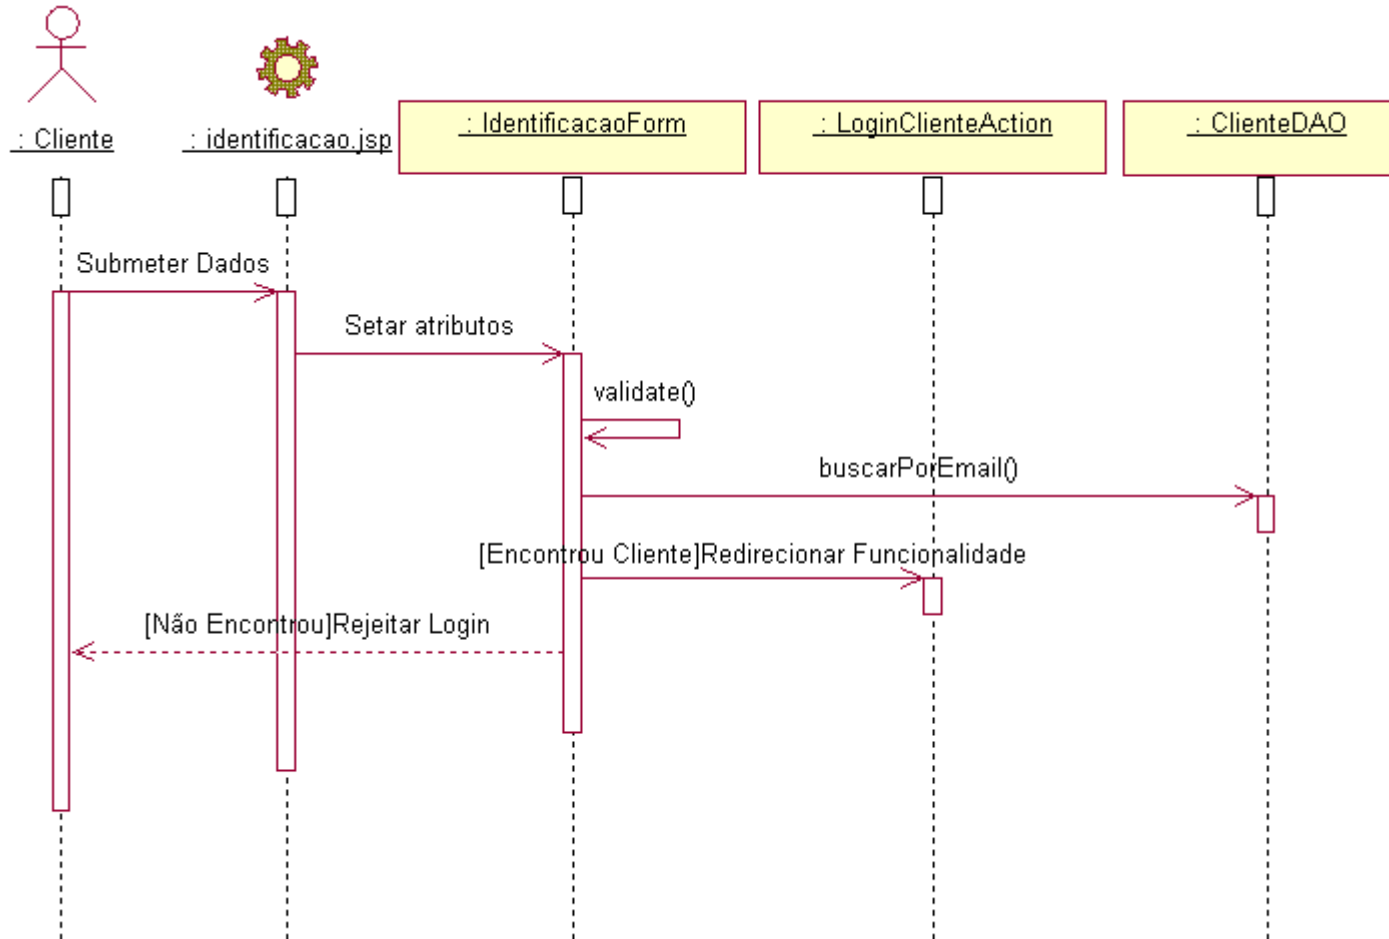 : Cliente
: identificacao.jsp
: IdentificacaoForm
: LoginClienteAction
: ClienteDAO
Submeter Dados
Setar atributos
validate()
buscarPorEmail()
[Encontrou Cliente]Redirecionar Funcionalidade
[Não Encontrou]Rejeitar Login